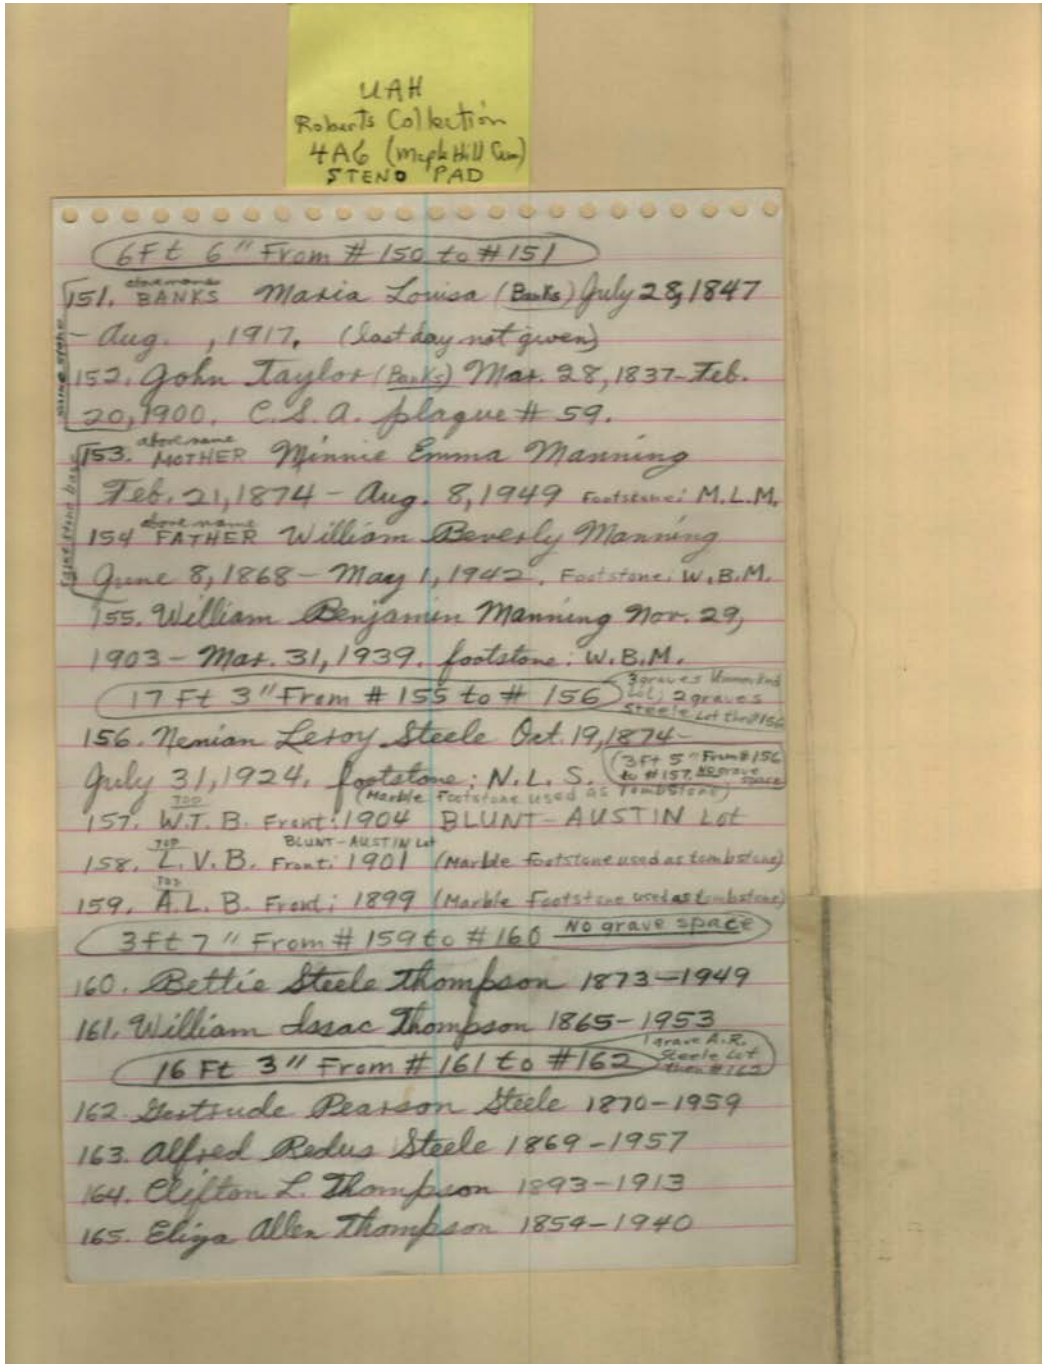 UAH
Roberts Collection
4A6 (Maple Hill Cem)
STENO PAD
6Ft 6" From # 150 to # 151
above name
151. BANKS Maria Louisa (Banks) July 28, 1847
- Aug. , 1917. (last day not given)
152. John Taylor (Banks) Mar. 28, 1837-Feb.
20, 1900. C.S.A. plaque # 59.
same stone
above name
153. MOTHER Minnie Emma Manning
Feb. 21, 1874 - Aug. 8, 1949 Footstone: M.L.M.
above name
154 FATHER William Beverly Manning
June 8, 1868 - May 1, 1942. Footstone: W.B.M.
same stone base
155. William Benjamin Manning Nov. 29,
1903 - Mar. 31, 1939. footstone: W.B.M.
17 Ft 3" From # 155 to # 156
3 graves Unmarked
Lot; 2 graves
Steele Lot then #156
156. Nenian Leroy Steele Oct. 19, 1874-
July 31, 1924. footstone: N.L.S.
(3Ft 5" From #156
to #157. No grave
space
(Marble Footstone used as Tombstone)
TOP
157. W.T.B. Front: 1904 BLUNT-AUSTIN Lot
TOP BLUNT-AUSTIN Lot
158. L.V.B. Front: 1901 (Marble footstone used as tombstone)
TOP
159. A.L.B. Front: 1899 (Marble Footstone used as tombstone)
3ft 7" From # 159 to # 160 No grave space
160. Bettie Steele Thompson 1873-1949
161. William Issac Thompson 1865-1953
16 Ft 3" From # 161 to # 162
1 grave A.R.
Steele Lot
then #162
162. Gertrude Pearson Steele 1870-1959
163. Alfred Redus Steele 1869-1957
164. Clifton L. Thompson 1893-1913
165. Eliza Allen Thompson 1854-1940